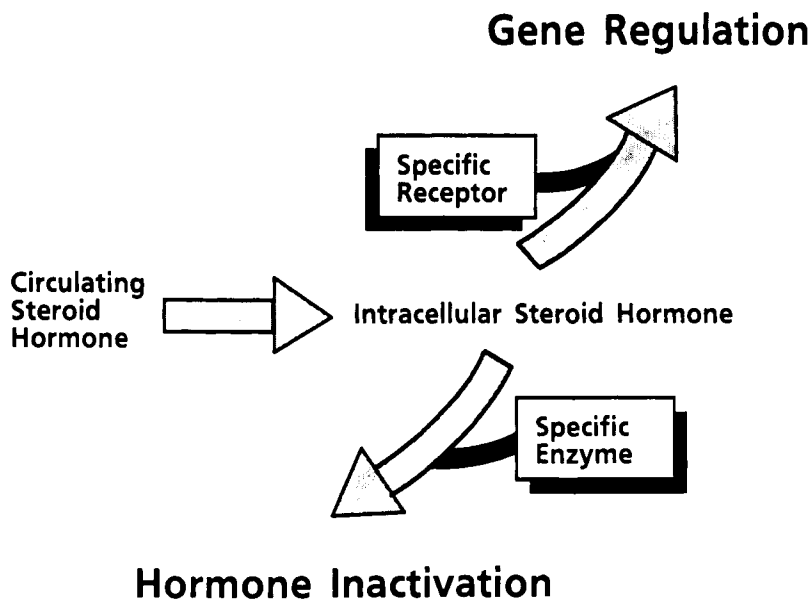 Gene Regulation
Specific
Receptor
Circulating
Steroid
Hormone
Intracellular Steroid Hormone
Specific
Enzyme
Hormone Inactivation